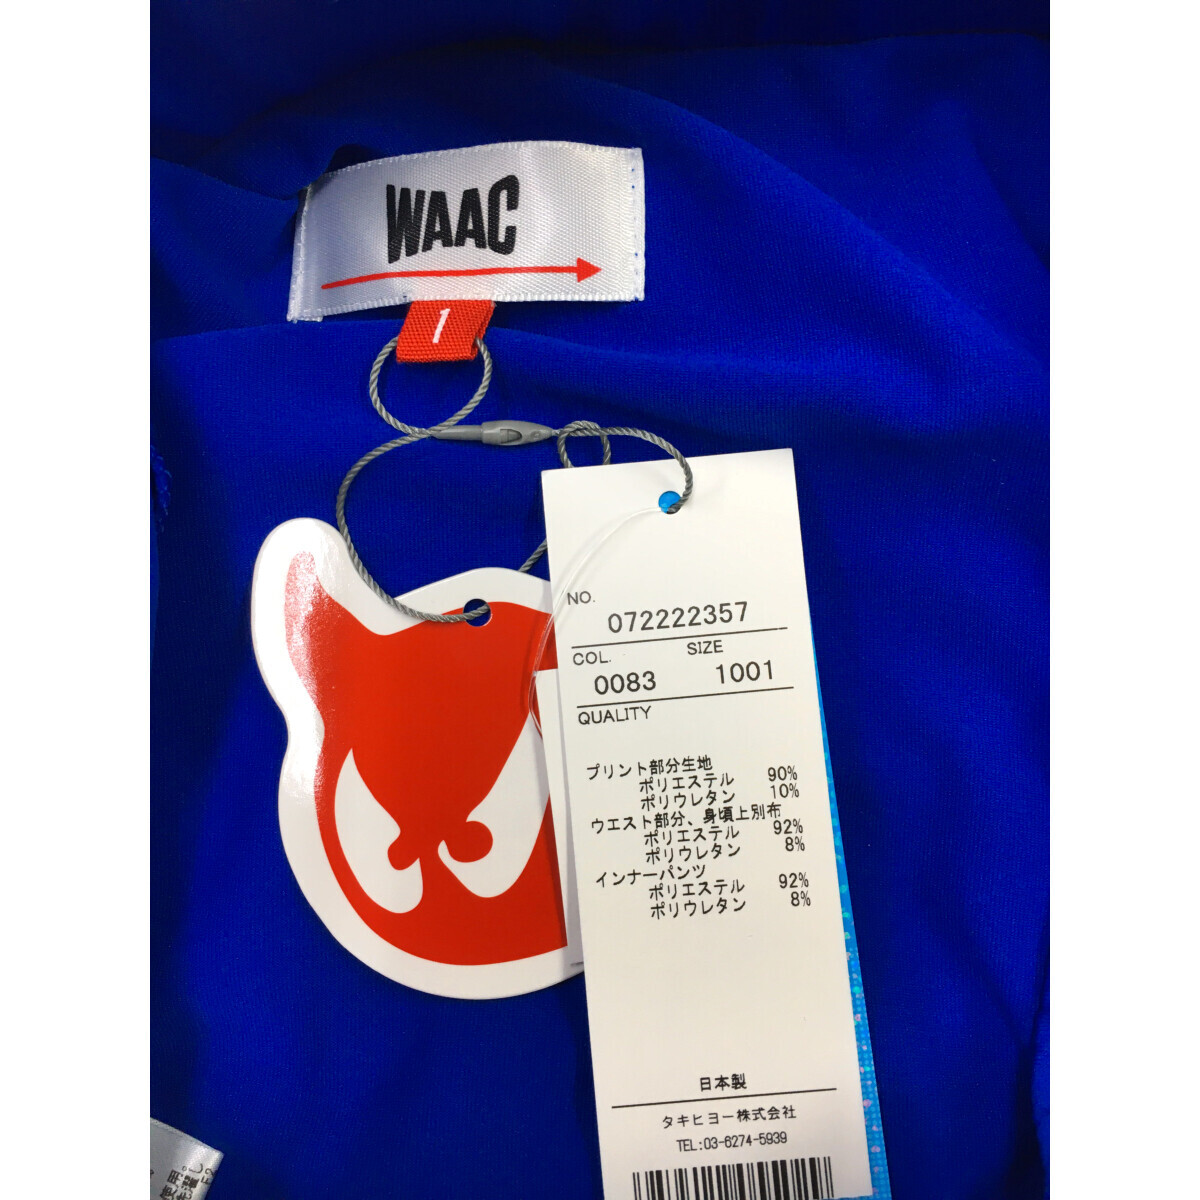 WAAC
1
NO.
072222357
COL. SIZE
0083 1001
QUALITY
プリント部分生地
ポリエステル 90%
ポリウレタン 10%
ウエスト部分、身頃上別布
ポリエステル 92%
ポリウレタン 8%
インナーパンツ
ポリエステル 92%
ポリウレタン 8%
日本製
タキヒヨー株式会社
TEL:03-6274-5939